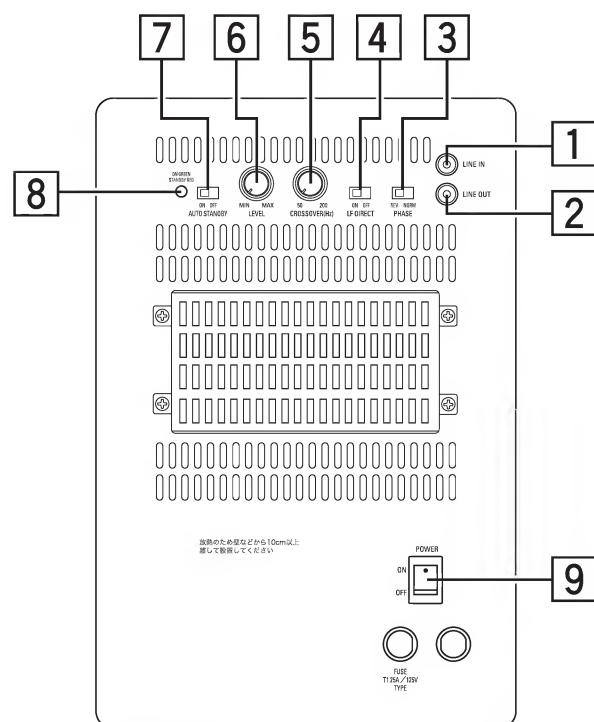 7 6 5 4 3
1
LINE IN
8
ON:GREEN
STANDBY:RED
ON OFF
MIN MAX
50 200
ON OFF
REV. NORM
LINE OUT
2
AUTO STANDBY
LEVEL
CROSSOVER(Hz)
LF DIRECT
PHASE
放熱のため壁などから10cm以上
離して設置してください
POWER
ON
OFF
9
FUSE
T1.25A/125V
TYPE